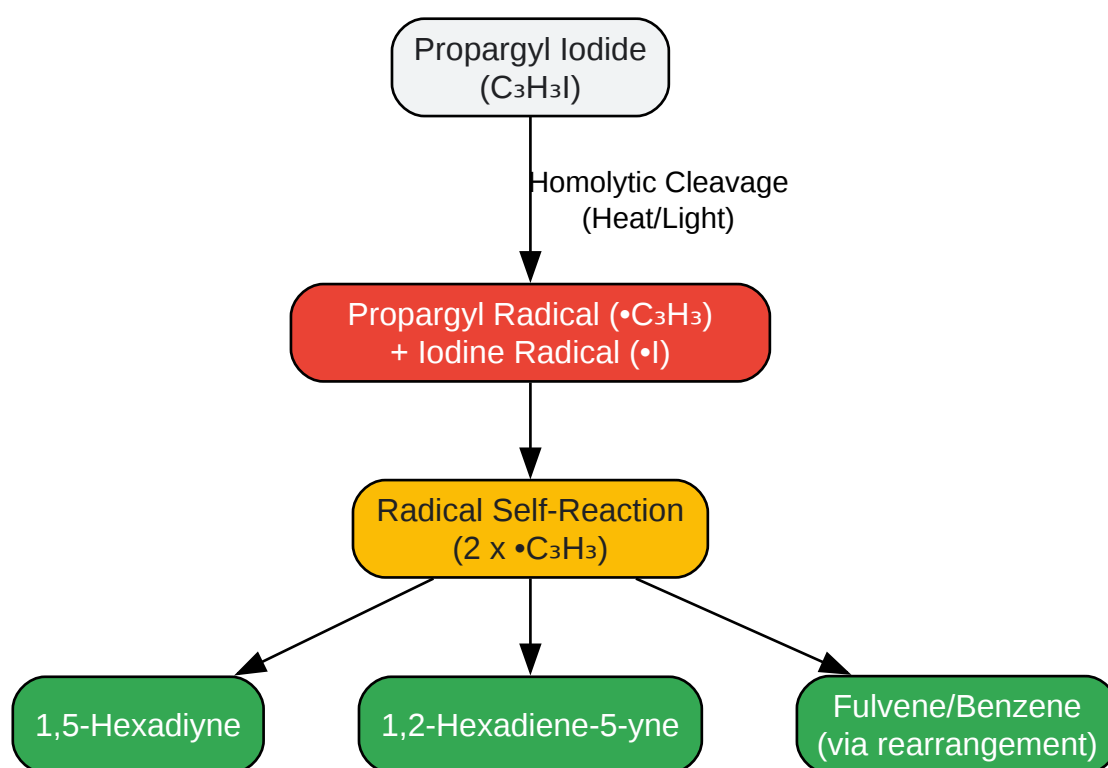 Propargyl Iodide
(C₃H₃I)
Homolytic Cleavage
(Heat/Light)
Propargyl Radical (•C₃H₃)
+ Iodine Radical (•I)
Radical Self-Reaction
(2 x •C₃H₃)
1,5-Hexadiyne
1,2-Hexadiene-5-yne
Fulvene/Benzene
(via rearrangement)